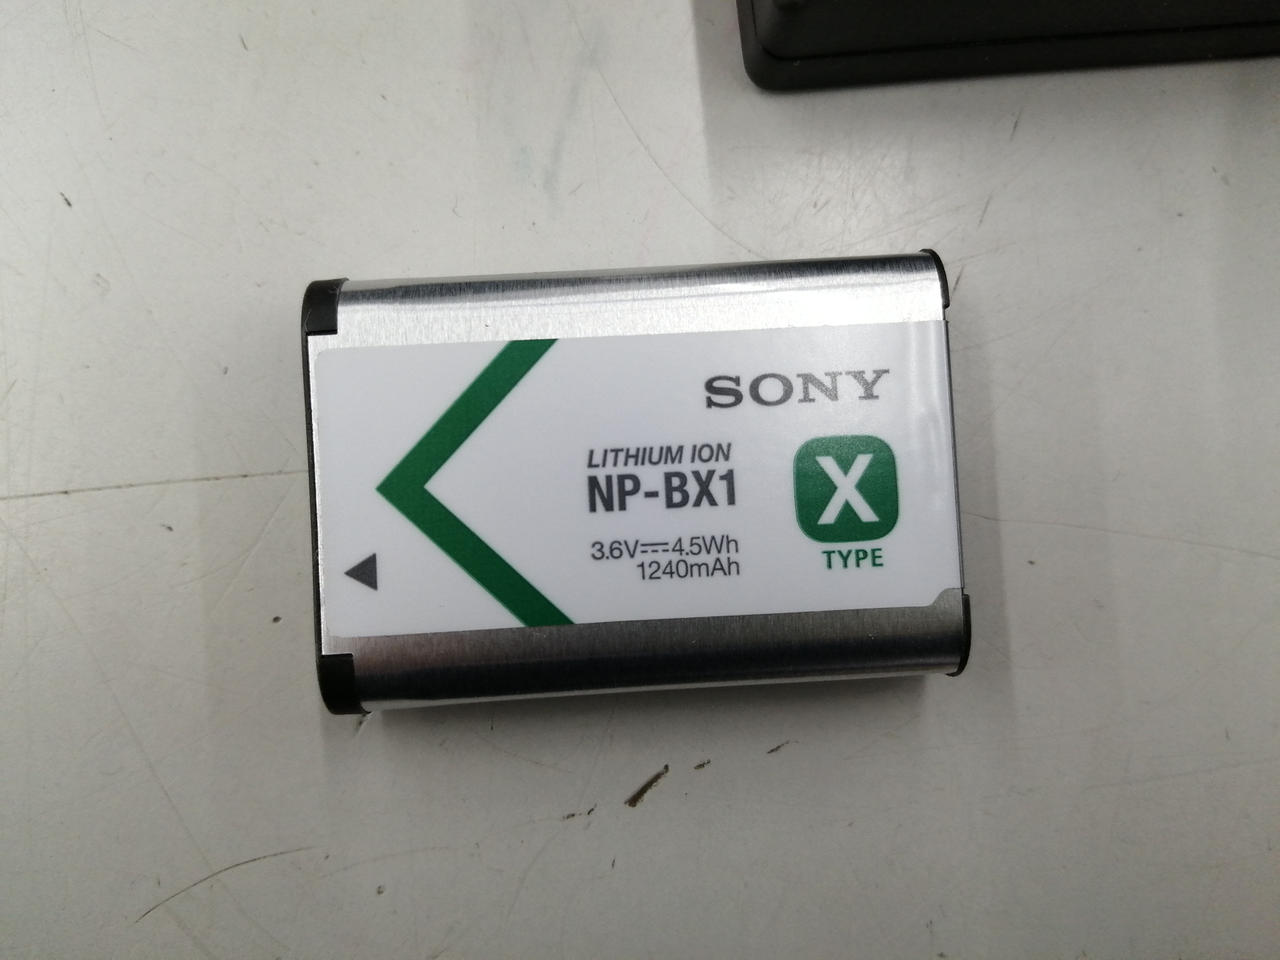 SONY
LITHIUM ION
NP-BX1
3.6V⎓4.5Wh
1240mAh
X
TYPE